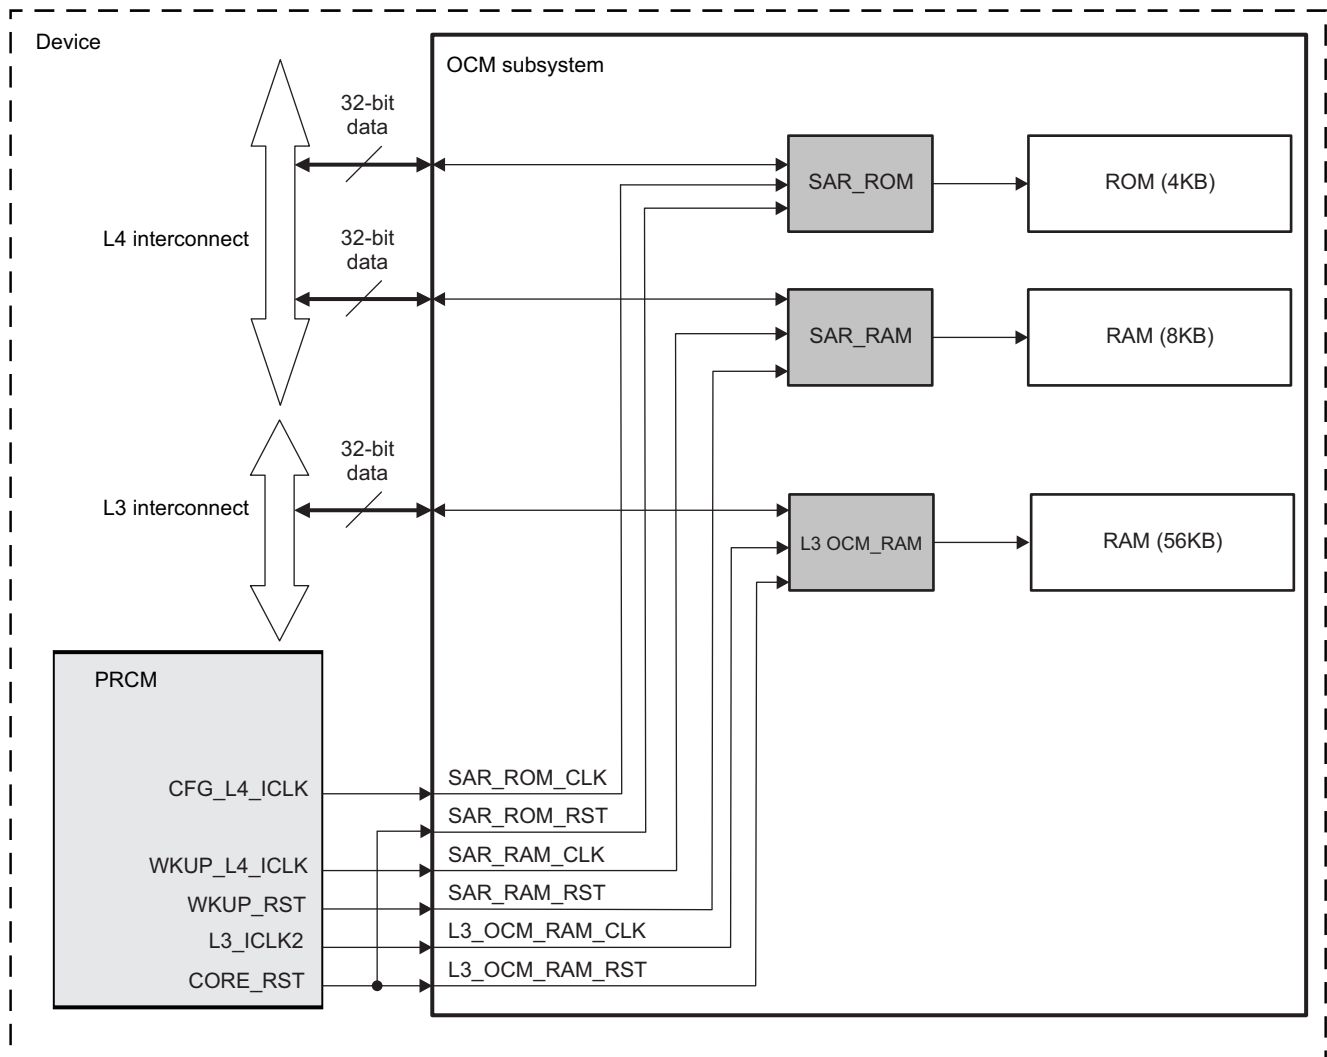 Device
OCM subsystem
32-bit
data
SAR_ROM
ROM (4KB)
L4 interconnect
32-bit
data
SAR_RAM
RAM (8KB)
32-bit
data
L3 interconnect
L3 OCM_RAM
RAM (56KB)
PRCM
CFG_L4_ICLK
SAR_ROM_CLK
SAR_ROM_RST
WKUP_L4_ICLK
SAR_RAM_CLK
WKUP_RST
SAR_RAM_RST
L3_ICLK2
L3_OCM_RAM_CLK
CORE_RST
L3_OCM_RAM_RST